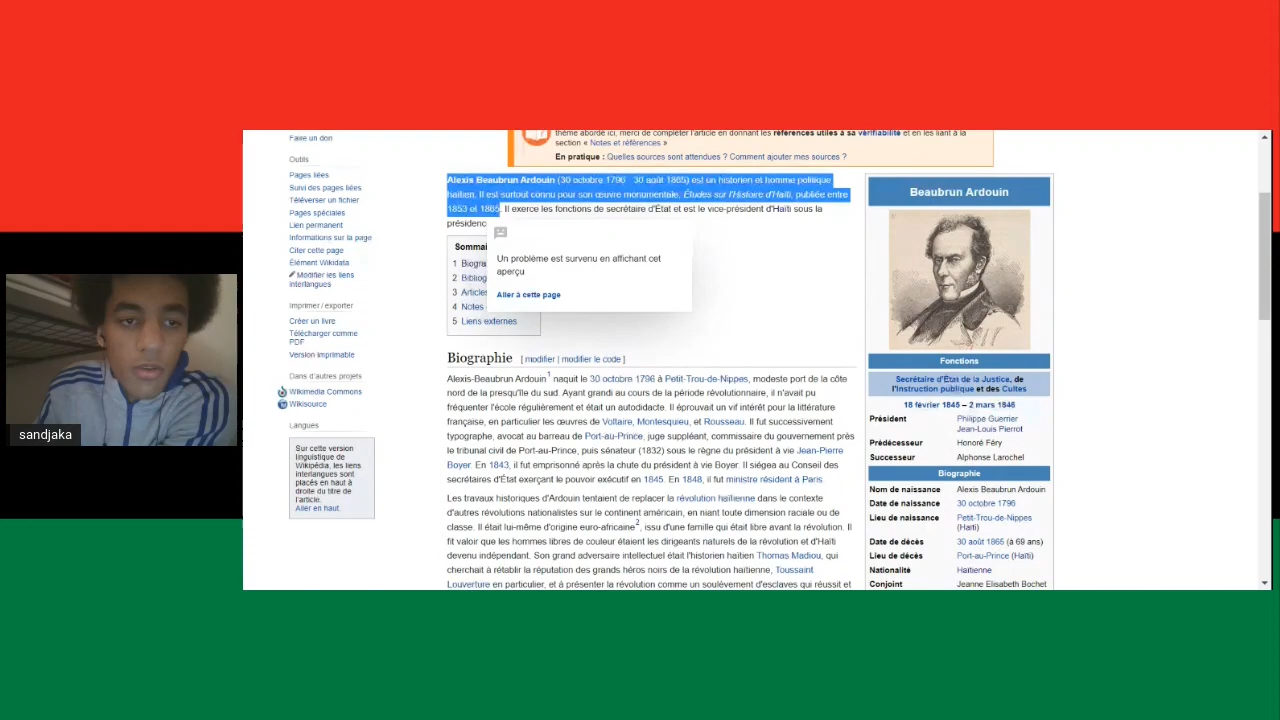 Faire un don
Outils
Pages liées
Suivi des pages liées
Téléverser un fichier
Pages spéciales
Lien permanent
Informations sur la page
Citer cette page
Élément Wikidata
Modifier les liens
interlangues
Imprimer / exporter
Créer un livre
Télécharger comme
PDF
Version imprimable
Dans d'autres projets
Wikimedia Commons
Wikisource
Langues
Sur cette version
linguistique de
Wikipédia, les liens
interlangues sont
placés en haut à
droite du titre de
l'article.
Aller en haut.
sandjaka
thème abordé ici, merci de compléter l'article en donnant les références utiles à sa vérifiabilité et en les liant à la
section « Notes et références »
En pratique : Quelles sources sont attendues ? Comment ajouter mes sources ?
Alexis Beaubrun Ardouin (30 octobre 1796 30 août 1865) est un historien et homme politique
haïtien. Il est surtout connu pour son œuvre monumentale, Études sur l'Histoire d'Haïti, publiée entre
1853 et 1865. Il exerce les fonctions de secrétaire d'État et est le vice-président d'Haïti sous la
présidenc
Un problème est survenu en affichant cet
aperçu
Aller à cette page
Sommai
1 Biogra
2 Bibliog
3 Article
4 Notes
5 Liens externes
Biographie [ modifier | modifier le code ]
Alexis-Beaubrun Ardouin1 naquit le 30 octobre 1796 à Petit-Trou-de-Nippes, modeste port de la côte
nord de la presqu'île du sud. Ayant grandi au cours de la période révolutionnaire, il n'avait pu
fréquenter l'école régulièrement et était un autodidacte. Il éprouvait un vif intérêt pour la littérature
française, en particulier les œuvres de Voltaire, Montesquieu, et Rousseau. Il fut successivement
typographe, avocat au barreau de Port-au-Prince, juge suppléant, commissaire du gouvernement près
le tribunal civil de Port-au-Prince, puis sénateur (1832) sous le règne du président à vie Jean-Pierre
Boyer. En 1843, il fut emprisonné après la chute du président à vie Boyer. Il siégea au Conseil des
secrétaires d'État exerçant le pouvoir exécutif en 1845. En 1848, il fut ministre résident à Paris
Les travaux historiques d'Ardouin tentaient de replacer la révolution haïtienne dans le contexte
d'autres révolutions nationalistes sur le continent américain, en niant toute dimension raciale ou de
classe. Il était lui-même d'origine euro-africaine2, issu d'une famille qui était libre avant la révolution. Il
fit valoir que les hommes libres de couleur étaient les dirigeants naturels de la révolution et d'Haïti
devenu indépendant. Son grand adversaire intellectuel était l'historien haïtien Thomas Madiou, qui
cherchait à rétablir la réputation des grands héros noirs de la révolution haïtienne, Toussaint
Louverture en particulier, et à présenter la révolution comme un soulèvement d'esclaves qui réussit et
Beaubrun Ardouin
Fonctions
Secrétaire d'État de la Justice, de
l'Instruction publique et des Cultes
18 février 1845 – 2 mars 1846
Président Philippe Guerrier
Jean-Louis Pierrot
Prédécesseur Honoré Féry
Successeur Alphonse Larochel
Biographie
Nom de naissance Alexis Beaubrun Ardouin
Date de naissance 30 octobre 1796
Lieu de naissance Petit-Trou-de-Nippes
(Haïti)
Date de décès 30 août 1865 (à 69 ans)
Lieu de décès Port-au-Prince (Haïti)
Nationalité Haïtienne
Conjoint Jeanne Elisabeth Bochet